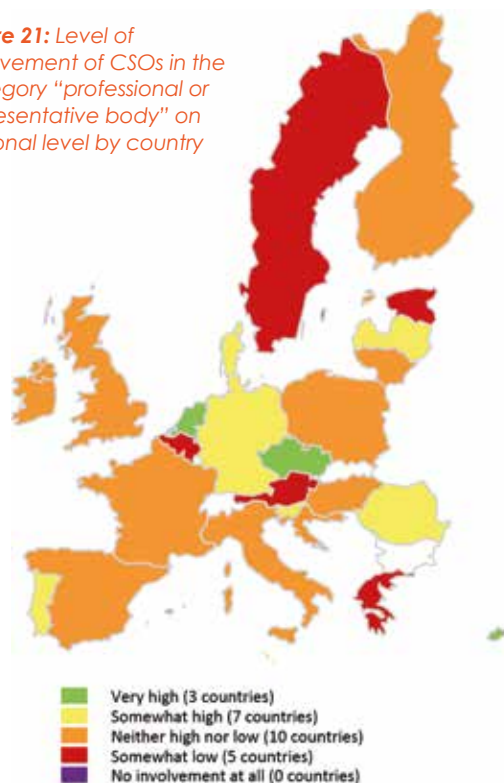 re 21: Level of
vement of CSOs in the
egory “professional or
esentative body” on
onal level by country
Very high (3 countries)
Somewhat high (7 countries)
Neither high nor low (10 countries)
Somewhat low (5 countries)
No involvement at all (0 countries)